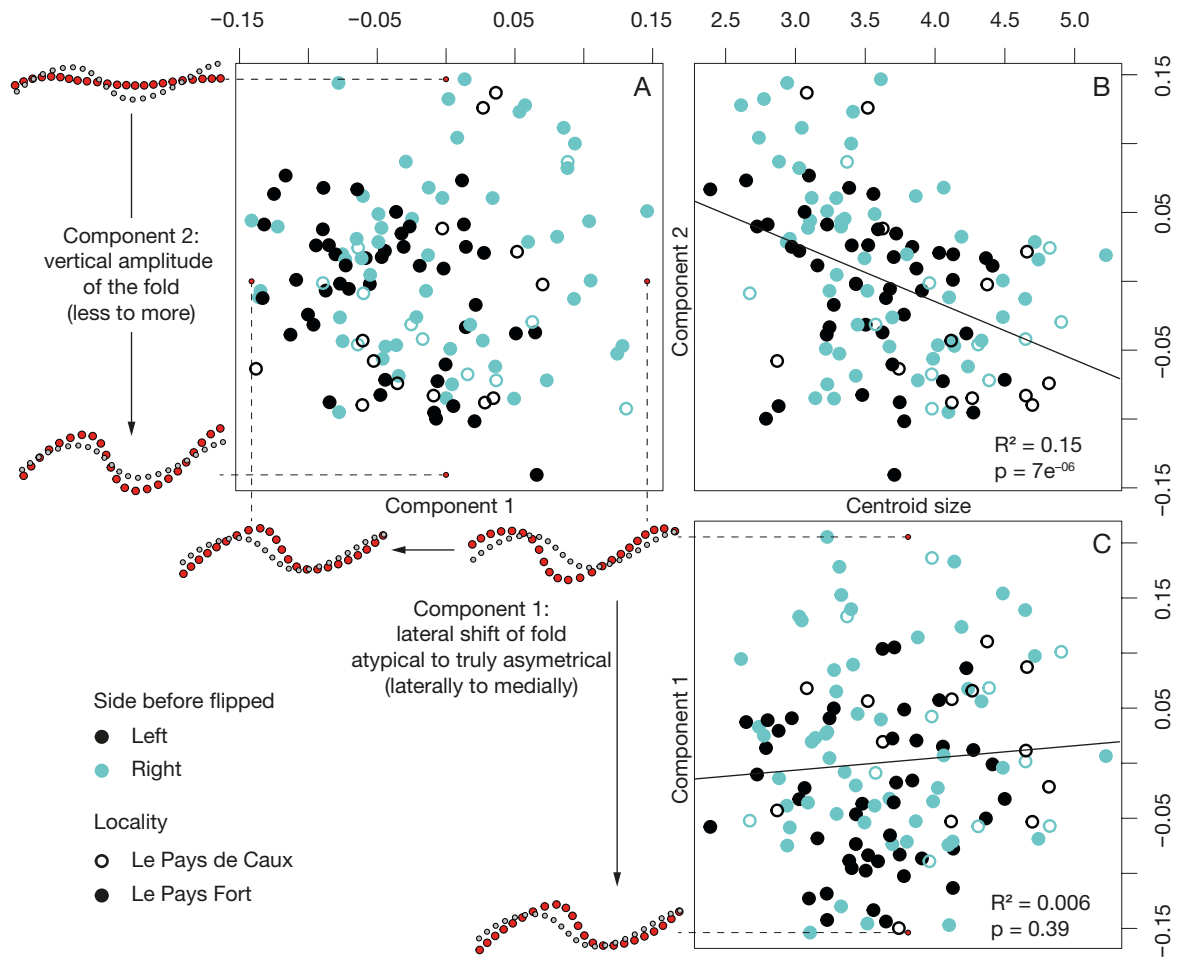 −0.15 −0.05 0.05 0.15
2.5 3.0 3.5 4.0 4.5 5.0
A
B
0.15
0.05
−0.05
−0.15
Component 2:
vertical amplitude
of the fold
(less to more)
Component 2
R² = 0.15
p = 7e⁻⁰⁶
Component 1
Centroid size
C
Component 1:
lateral shift of fold
atypical to truly asymetrical
(laterally to medially)
Component 1
0.15
0.05
−0.05
−0.15
R² = 0.006
p = 0.39
Side before flipped
Left
Right
Locality
Le Pays de Caux
Le Pays Fort